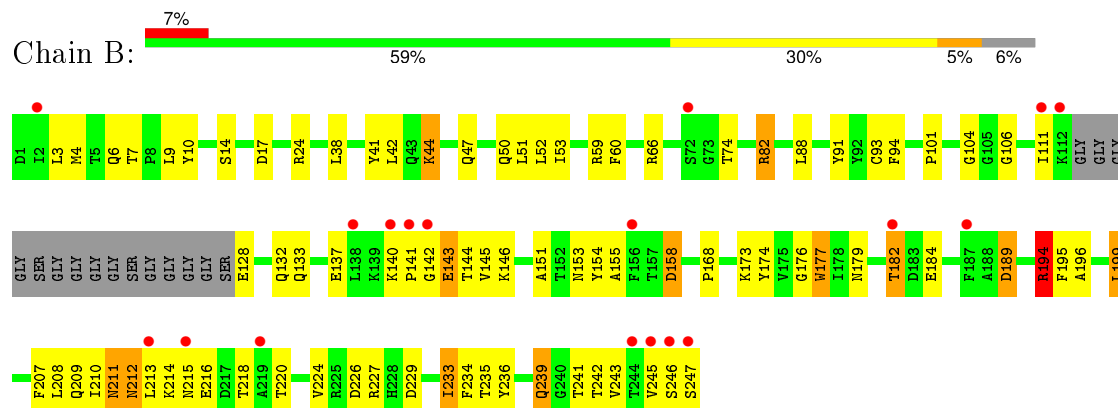 7%
Chain B:
59% 30% 5% 6%
D1 I2 L3 M4 T5 Q6 T7 P8 L9 Y10 S14 D17 R24 L38 Y41 L42 Q43 K44 Q47 Q50 L51 L52 I53 R59 F60 R66 S72 G73 T74 R82 L88 Y91 Y92 C93 F94 P101 G104 G105 G106 I111 K112 GLY GLY GLY
GLY SER GLY GLY GLY GLY SER GLY GLY GLY GLY SER E128 Q132 Q133 E137 L138 K139 K140 P141 G142 E143 T144 V145 K146 A151 T152 N153 Y154 A155 F156 T157 D158 P168 K173 Y174 V175 G176 W177 I178 N179 T182 D183 E184 F187 A188 D189 R194 F195 A196
F207 L208 Q209 I210 N211 N212 L213 K214 N215 E216 D217 T218 A219 T220 V224 R225 D226 R227 H228 D229 I233 F234 T235 Y236 Q239 G240 T241 T242 V243 T244 V245 S246 S247